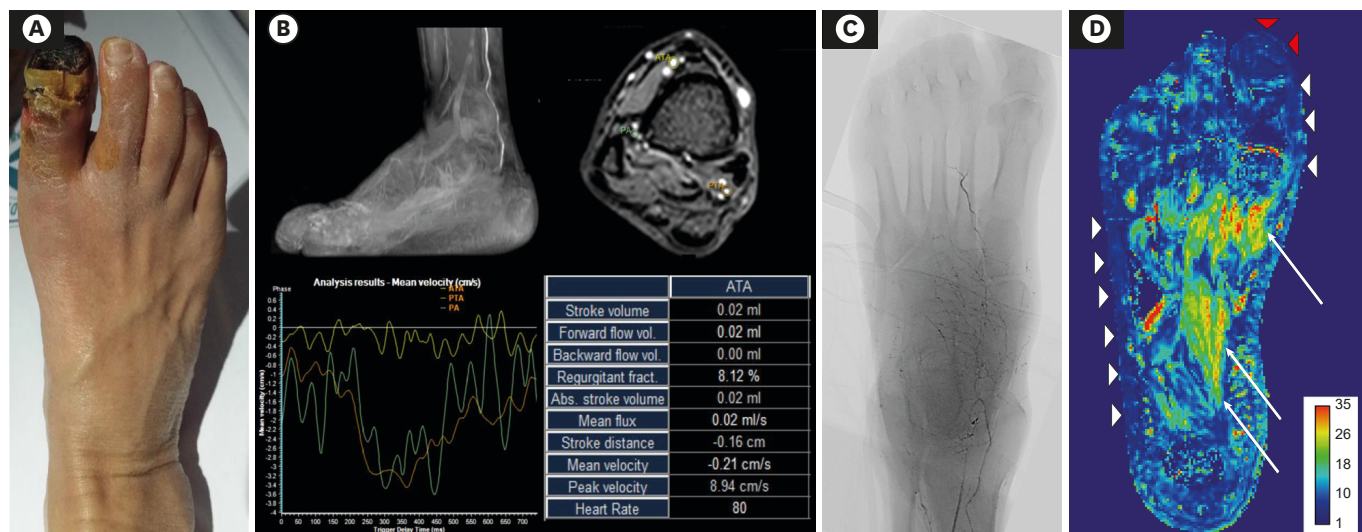 A
B
C
D
ATA
PA
PTA
Analysis results - Mean velocity (cm/s)
Phase
ATA
PTA
PA
Mean velocity (cm/s)
0.6
0.4
0.2
0
-0.2
-0.4
-0.6
-0.8
-1
-1.2
-1.4
-1.6
-1.8
-2
-2.2
-2.4
-2.6
-2.8
-3
-3.2
-3.4
-3.6
-3.8
-4
0 50 100 150 200 250 300 350 400 450 500 550 600 650 700
Trigger Delay Time (ms)
ATA
Stroke volume 0.02 ml
Forward flow vol. 0.02 ml
Backward flow vol. 0.00 ml
Regurgitant fract. 8.12 %
Abs. stroke volume 0.02 ml
Mean flux 0.02 ml/s
Stroke distance -0.16 cm
Mean velocity -0.21 cm/s
Peak velocity 8.94 cm/s
Heart Rate 80
35
26
18
10
1